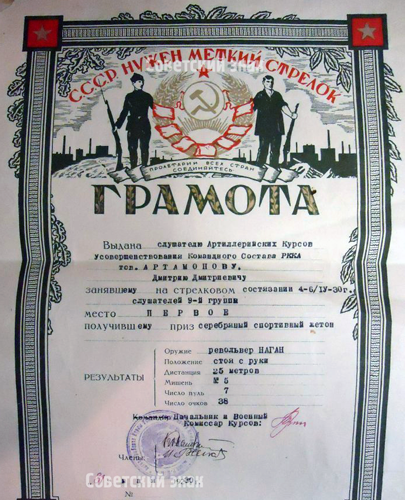 СССР НУЖЕН МЕТКИЙ СТРЕЛОК
Советский знак
ПРОЛЕТАРИИ ВСЕХ СТРАН
СОЕДИНЯЙТЕСЬ
ГРАМОТА
Выдана слушателю Артиллерийских Курсов
Усовершенствования Командного Состава РККА
тов. АРТАМОНОВУ,
Дмитрию Дмитриевичу
занявшему на стрелковом состязании 4-6/IУ-30г.
слушателей 9-й группы
место ПЕРВОЕ
получившему приз серебряный спортивный жетон
РЕЗУЛЬТАТЫ
Оружие револьвер НАГАН
Положение стоя с руки
Дистанция 25 метров
Мишень № 5
Число пуль 7
Число очков 38
Командир Начальник и Военный
Комиссар Курсов:
Члены:
Советский знак
№